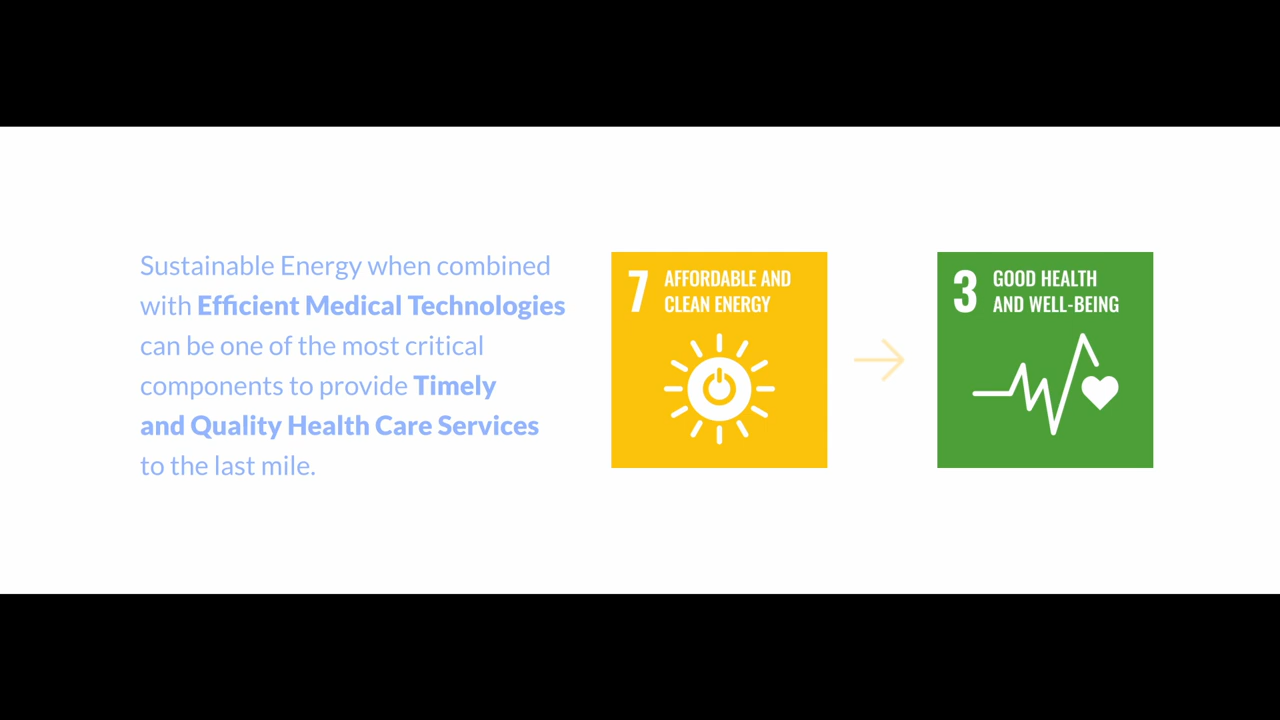 Sustainable Energy when combined
with Efficient Medical Technologies
can be one of the most critical
components to provide Timely
and Quality Health Care Services
to the last mile.
7 AFFORDABLE AND
CLEAN ENERGY
3 GOOD HEALTH
AND WELL-BEING